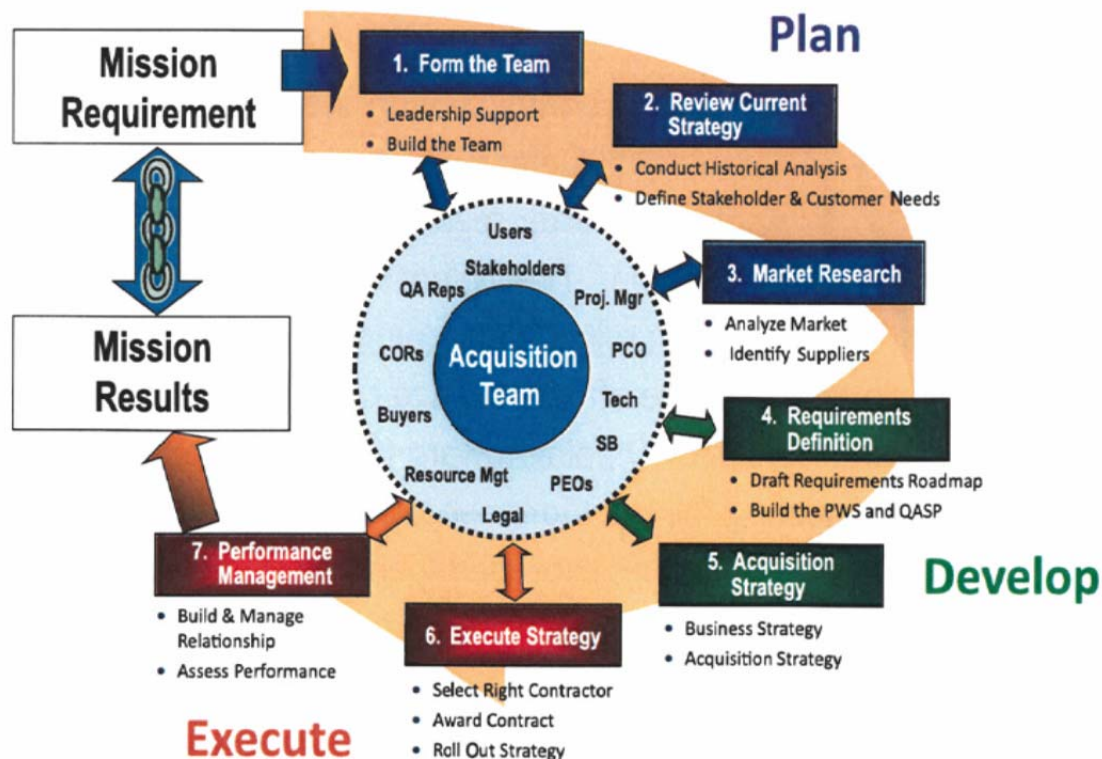 Plan
Mission
Requirement
1. Form the Team
• Leadership Support
• Build the Team
2. Review Current
Strategy
• Conduct Historical Analysis
• Define Stakeholder & Customer Needs
3. Market Research
• Analyze Market
• Identify Suppliers
Users
Stakeholders
QA Reps
Proj. Mgr
CORs
PCO
Acquisition
Team
Tech
Buyers
SB
Resource Mgt
PEOs
Legal
Mission
Results
4. Requirements
Definition
• Draft Requirements Roadmap
• Build the PWS and QASP
5. Acquisition
Strategy
• Business Strategy
• Acquisition Strategy
Develop
6. Execute Strategy
• Select Right Contractor
• Award Contract
• Roll Out Strategy
7. Performance
Management
• Build & Manage
Relationship
• Assess Performance
Execute